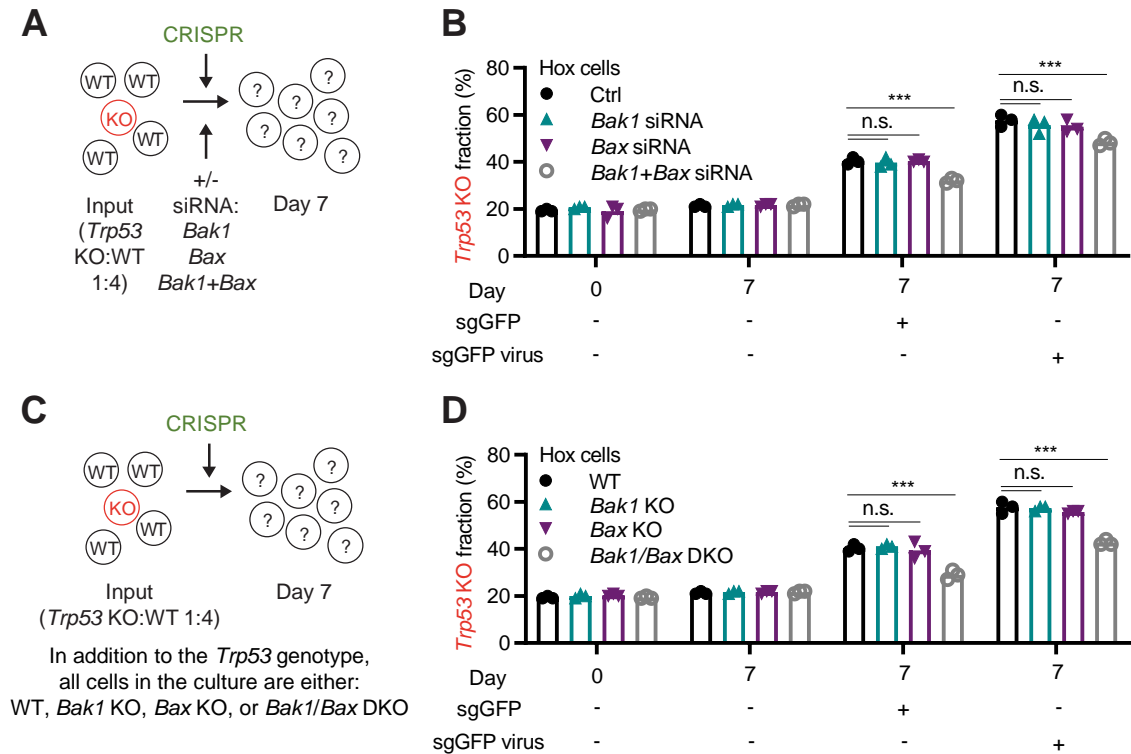 A
CRISPR
WT WT
KO
WT WT
? ? ? ? ? ? ? ?
+/-
Input siRNA: Day 7
(Trp53 Bak1
KO:WT Bax
1:4) Bak1+Bax
B
Trp53 KO fraction (%)
80
60
40
20
0
Hox cells
Ctrl
Bak1 siRNA
Bax siRNA
Bak1+Bax siRNA
***
n.s.
***
n.s.
Day 0 7 7 7
sgGFP - - + -
sgGFP virus - - - +
C
CRISPR
WT WT
KO
WT WT
? ? ? ? ? ? ? ?
Input Day 7
(Trp53 KO:WT 1:4)
In addition to the Trp53 genotype,
all cells in the culture are either:
WT, Bak1 KO, Bax KO, or Bak1/Bax DKO
D
Trp53 KO fraction (%)
80
60
40
20
0
Hox cells
WT
Bak1 KO
Bax KO
Bak1/Bax DKO
***
n.s.
***
n.s.
Day 0 7 7 7
sgGFP - - + -
sgGFP virus - - - +